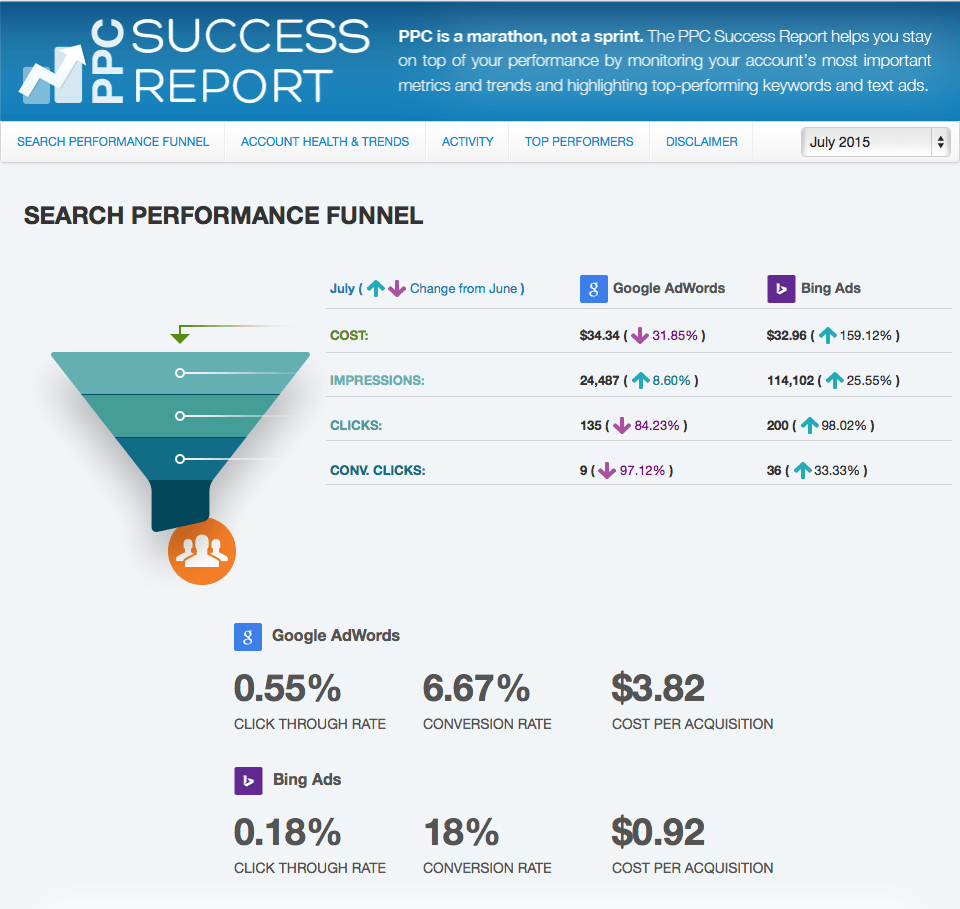 PPC SUCCESS REPORT
PPC is a marathon, not a sprint. The PPC Success Report helps you stay
on top of your performance by monitoring your account's most important
metrics and trends and highlighting top-performing keywords and text ads.
SEARCH PERFORMANCE FUNNEL ACCOUNT HEALTH & TRENDS ACTIVITY TOP PERFORMERS DISCLAIMER July 2015
SEARCH PERFORMANCE FUNNEL
July ( Change from June ) 8 Google AdWords b Bing Ads
COST: $34.34 ( 31.85% ) $32.96 ( 159.12% )
IMPRESSIONS: 24,487 ( 8.60% ) 114,102 ( 25.55% )
CLICKS: 135 ( 84.23% ) 200 ( 98.02% )
CONV. CLICKS: 9 ( 97.12% ) 36 ( 33.33% )
8 Google AdWords
0.55% 6.67% $3.82
CLICK THROUGH RATE CONVERSION RATE COST PER ACQUISITION
b Bing Ads
0.18% 18% $0.92
CLICK THROUGH RATE CONVERSION RATE COST PER ACQUISITION